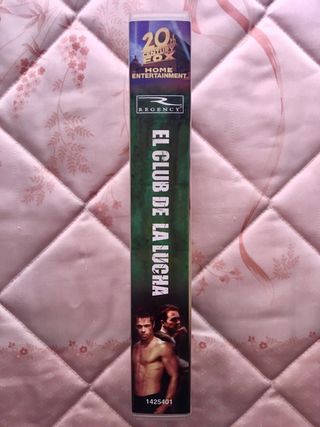 20th
CENTURY
FOX
HOME
ENTERTAINMENT
REGENCY
EL CLUB DE LA LUCHA
1425401